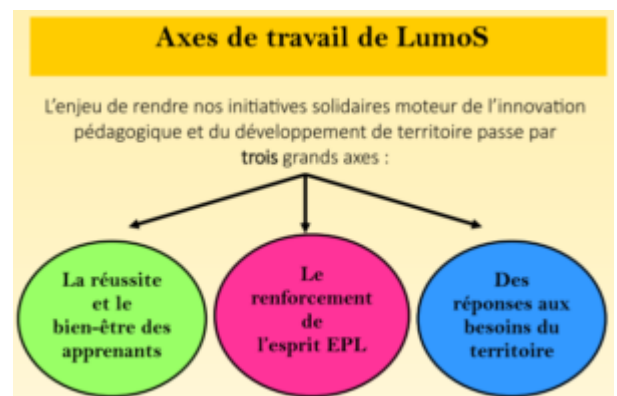 Axes de travail de LumoS
L'enjeu de rendre nos initiatives solidaires moteur de l'innovation
pédagogique et du développement de territoire passe par
trois grands axes :
La réussite
et le
bien-être des
apprenants
Le
renforcement
de
l'esprit EPL
Des
réponses aux
besoins du
territoire